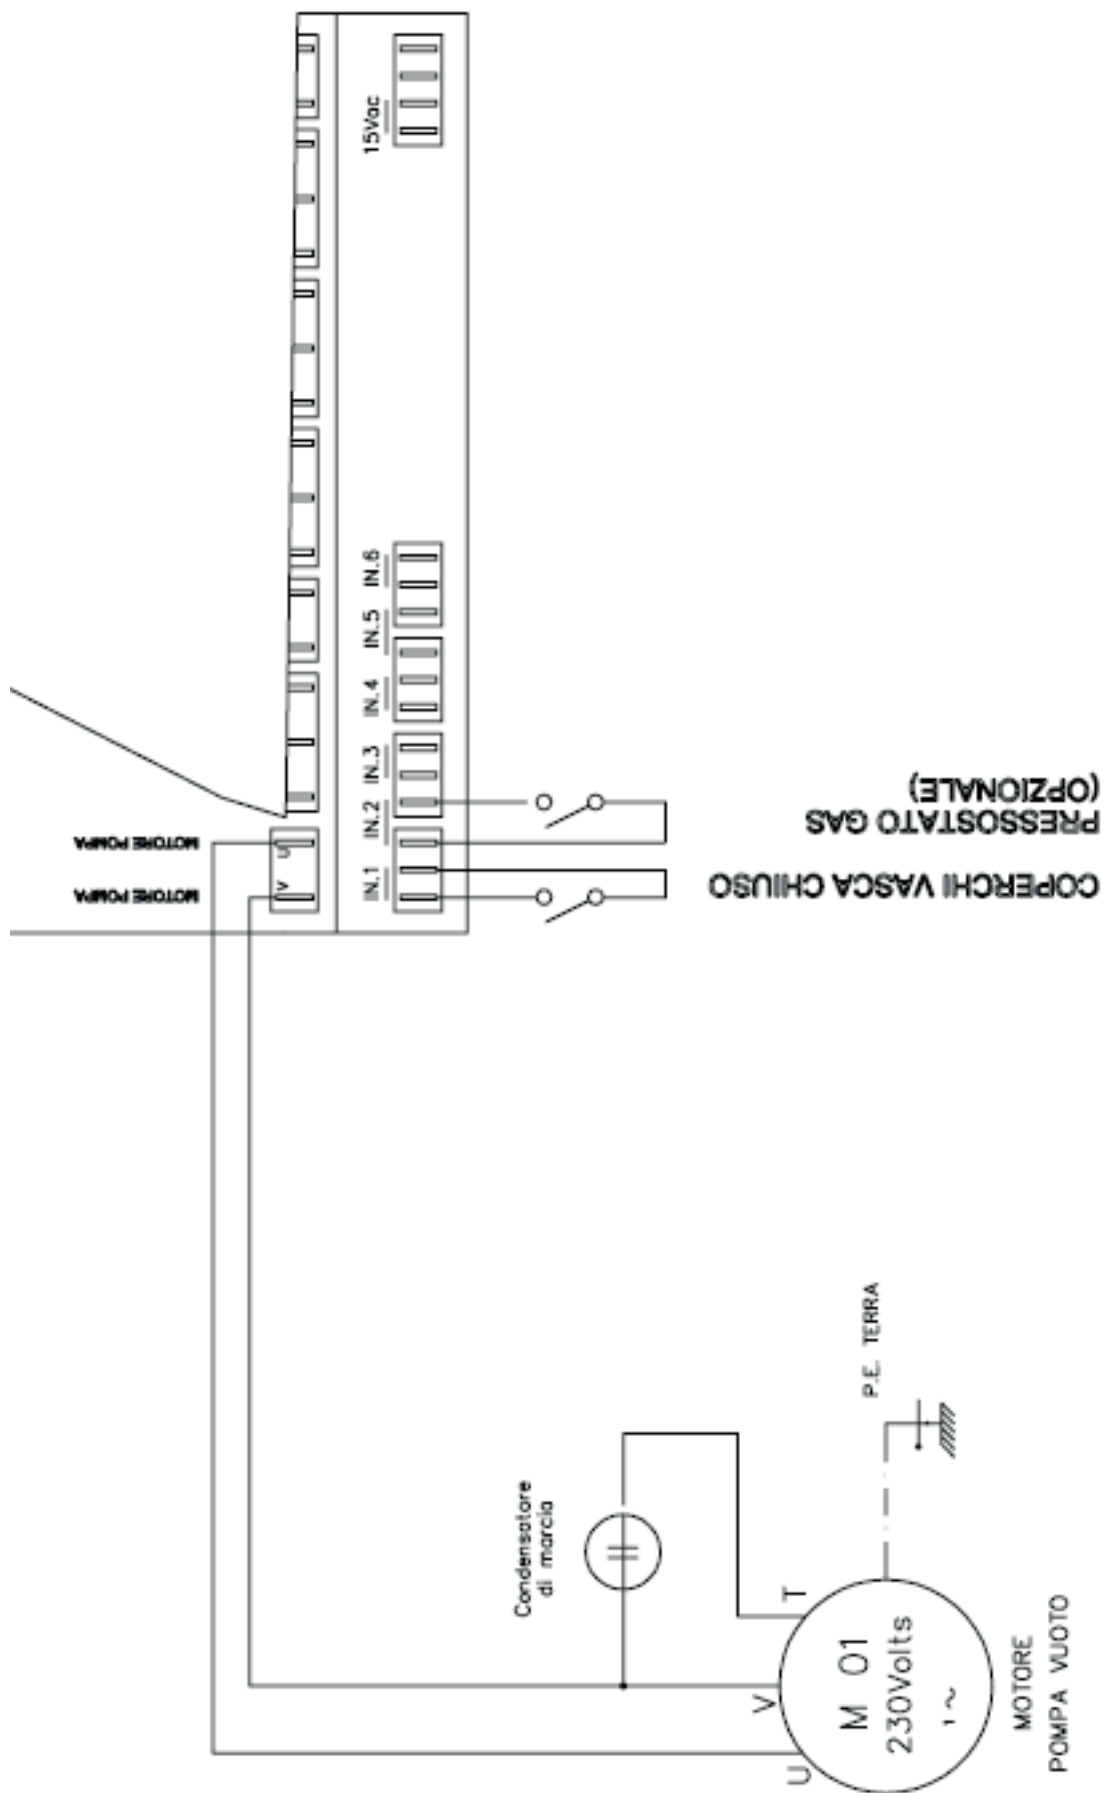 15Vac
IN.6
IN.5
IN.4
IN.3
IN.2
IN.1
MOTORE POMPA
MOTORE POMPA
U
V
PRESSOSTATO GAS
(OPZIONALE)
COPERCHI VASCA CHIUSO
P.E. TERRA
Condensatore
di marcia
T
V
U
M 01
230Volts
1~
MOTORE
POMPA VUOTO